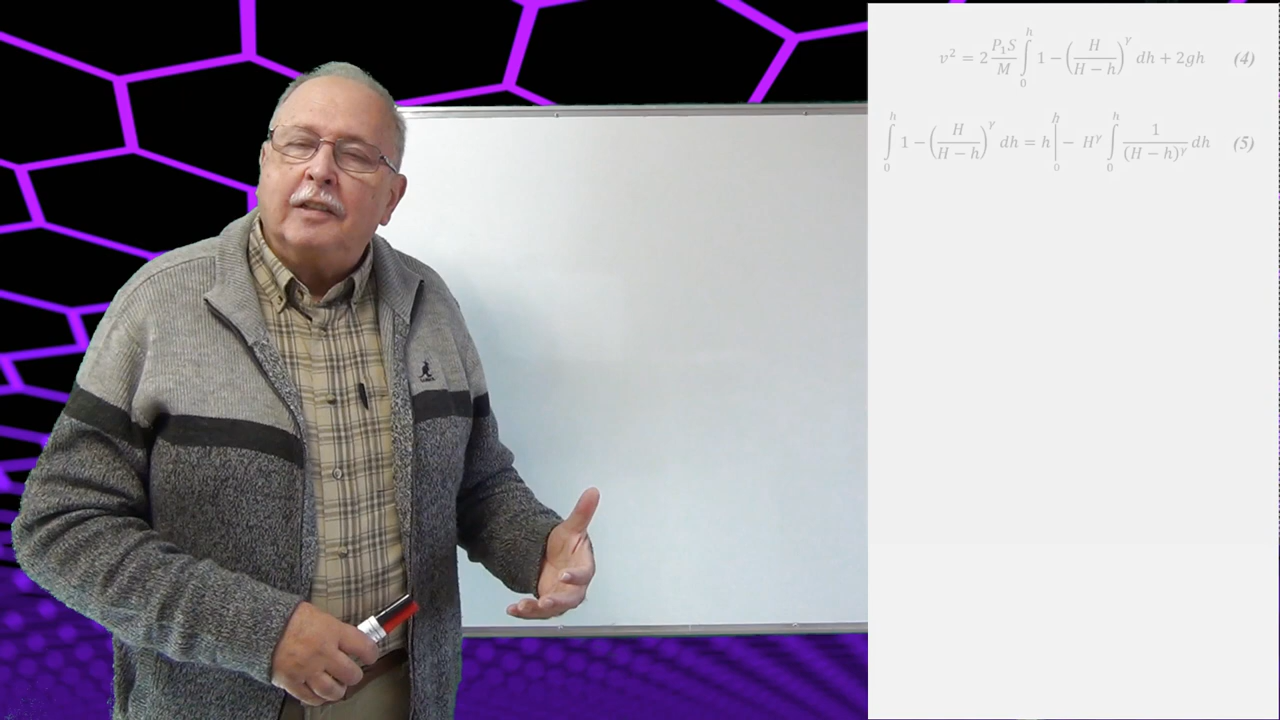 v² = 2 P₁S/M ∫₀ʰ 1 − (H/(H − h))^γ dh + 2gh (4)
∫₀ʰ 1 − (H/(H − h))^γ dh = h|₀ʰ − H^γ ∫₀ʰ 1/(H − h)^γ dh (5)